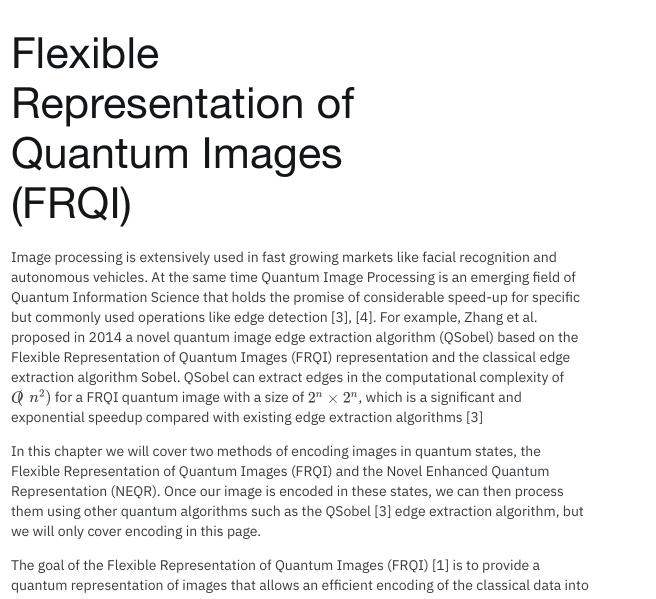 Flexible
Representation of
Quantum Images
(FRQI)
Image processing is extensively used in fast growing markets like facial recognition and
autonomous vehicles. At the same time Quantum Image Processing is an emerging field of
Quantum Information Science that holds the promise of considerable speed-up for specific
but commonly used operations like edge detection [3], [4]. For example, Zhang et al.
proposed in 2014 a novel quantum image edge extraction algorithm (QSobel) based on the
Flexible Representation of Quantum Images (FRQI) representation and the classical edge
extraction algorithm Sobel. QSobel can extract edges in the computational complexity of
O( n²) for a FRQI quantum image with a size of 2ⁿ × 2ⁿ, which is a significant and
exponential speedup compared with existing edge extraction algorithms [3]
In this chapter we will cover two methods of encoding images in quantum states, the
Flexible Representation of Quantum Images (FRQI) and the Novel Enhanced Quantum
Representation (NEQR). Once our image is encoded in these states, we can then process
them using other quantum algorithms such as the QSobel [3] edge extraction algorithm, but
we will only cover encoding in this page.
The goal of the Flexible Representation of Quantum Images (FRQI) [1] is to provide a
quantum representation of images that allows an efficient encoding of the classical data into